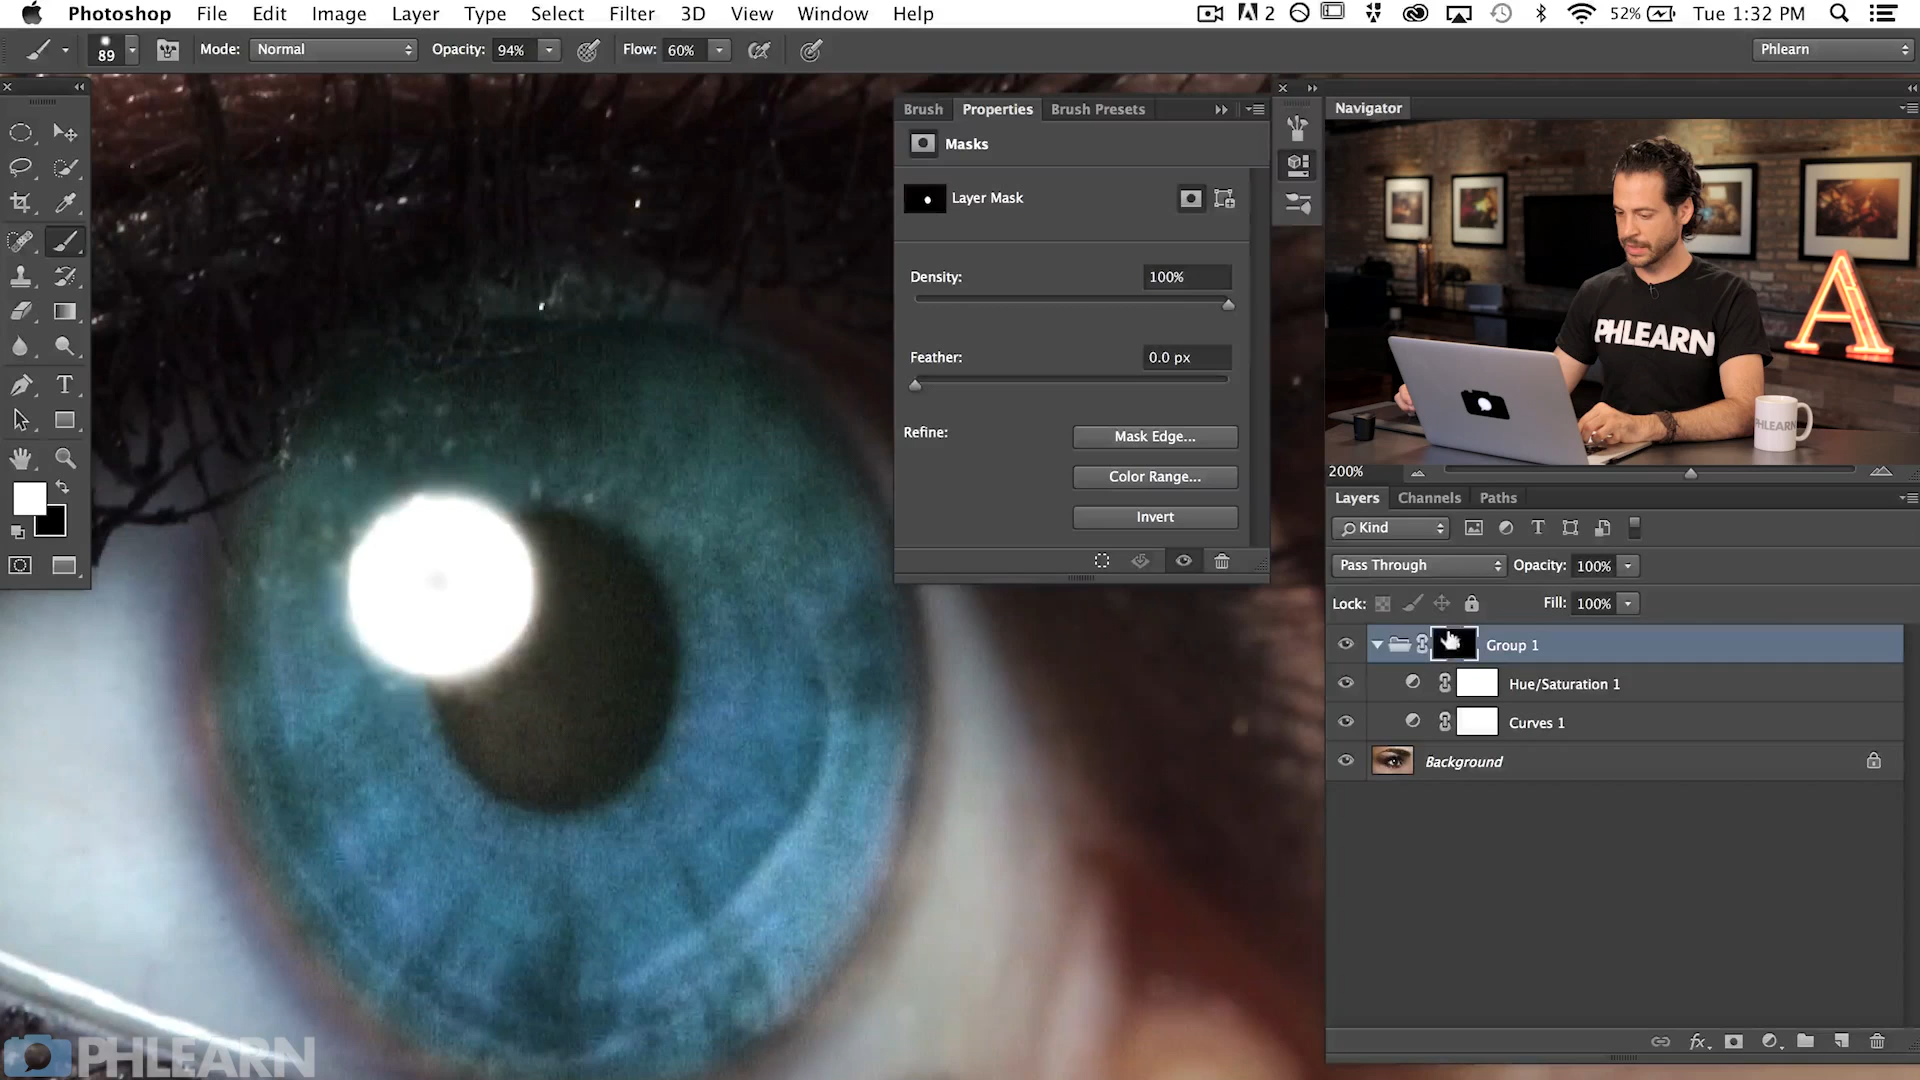 Photoshop File Edit Image Layer Type Select Filter 3D View Window Help 2 52% Tue 1:32 PM
89 Mode: Normal Opacity: 94% Flow: 60% Phlearn
Brush Properties Brush Presets
Masks
Layer Mask
Density: 100%
Feather: 0.0 px
Refine: Mask Edge...
Color Range...
Invert
Navigator
PHLEARN
PHLEARN
200%
Layers Channels Paths
Kind
Pass Through Opacity: 100%
Lock: Fill: 100%
Group 1
Hue/Saturation 1
Curves 1
Background
PHLEARN